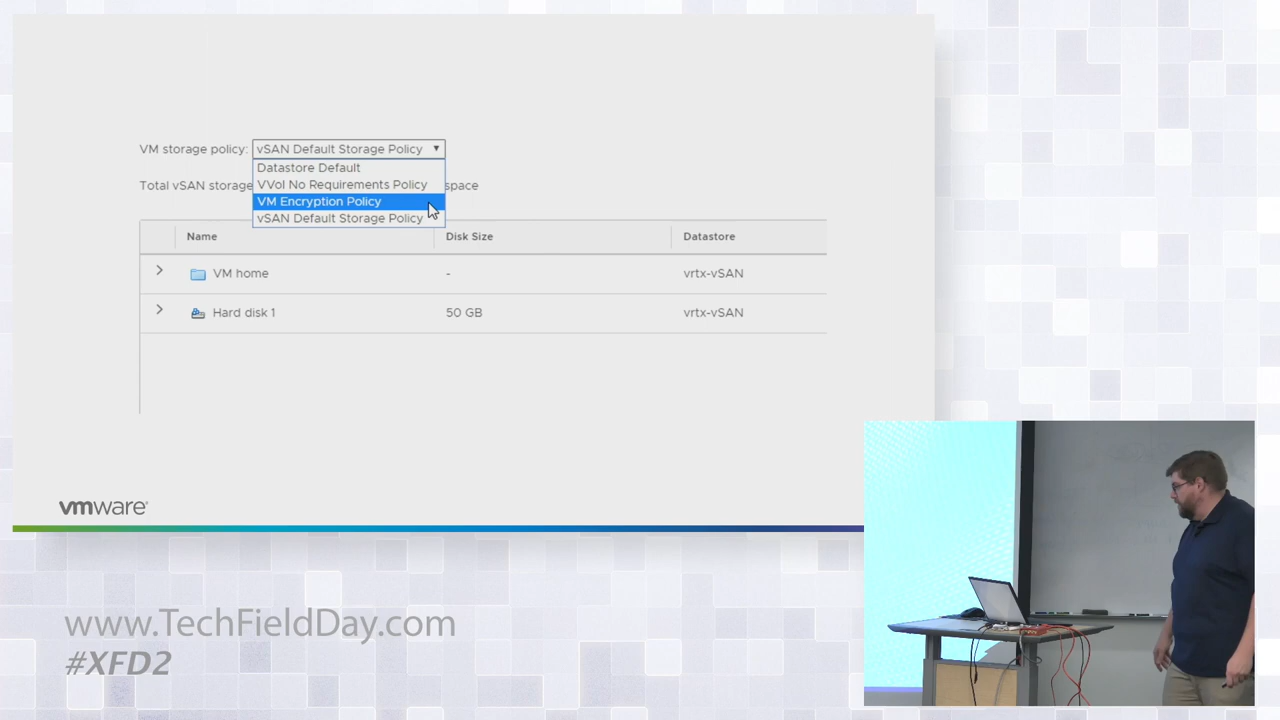 VM storage policy: vSAN Default Storage Policy
Datastore Default
VVol No Requirements Policy
VM Encryption Policy
vSAN Default Storage Policy
Total vSAN storage space
Name Disk Size Datastore
VM home - vrtx-vSAN
Hard disk 1 50 GB vrtx-vSAN
vmware®
www.TechFieldDay.com
#XFD2